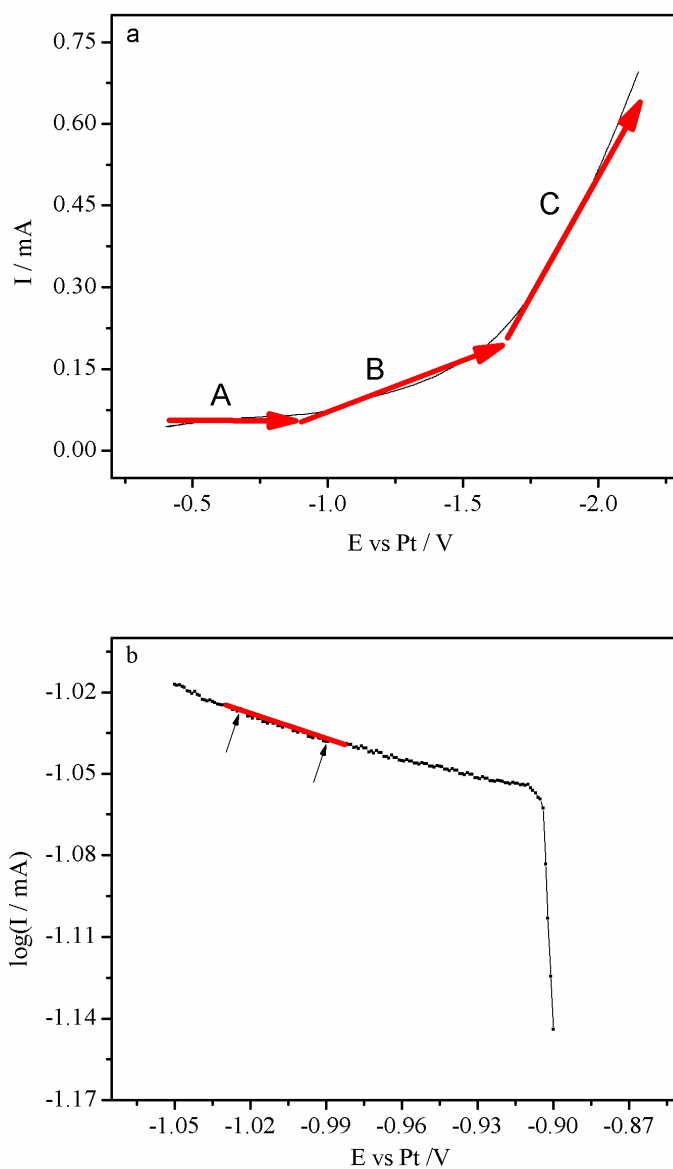 a
0.75
0.60
0.45
0.30
0.15
0.00
I / mA
A
B
C
-0.5 -1.0 -1.5 -2.0
E vs Pt / V
b
-1.02
-1.05
-1.08
-1.11
-1.14
-1.17
log(I / mA)
-1.05 -1.02 -0.99 -0.96 -0.93 -0.90 -0.87
E vs Pt /V